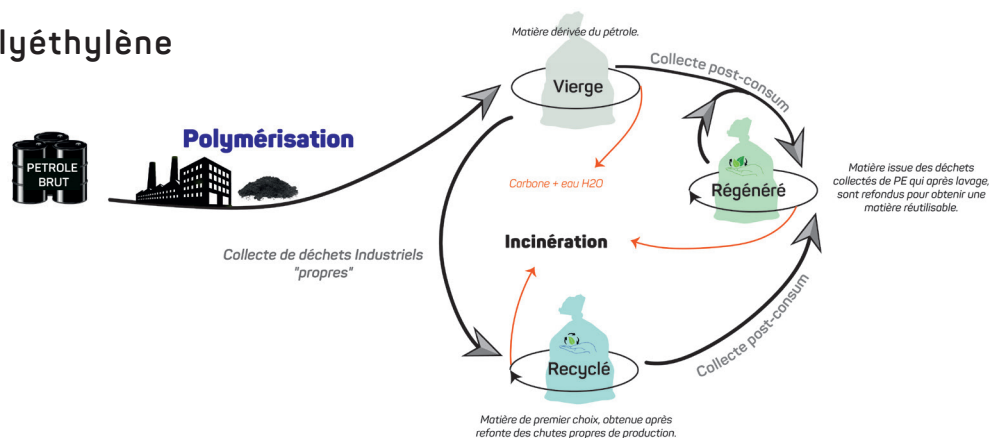 lyéthylène
Matière dérivée du pétrole.
Vierge
Collecte post-consum
Polymérisation
PETROLE
BRUT
Carbone + eau H2O
Régénéré
Matière issue des déchets
collectés de PE qui après lavage,
sont refondus pour obtenir une
matière réutilisable.
Incinération
Collecte de déchets Industriels
"propres"
Recyclé
Collecte post-consum
Matière de premier choix, obtenue après
refonte des chutes propres de production.